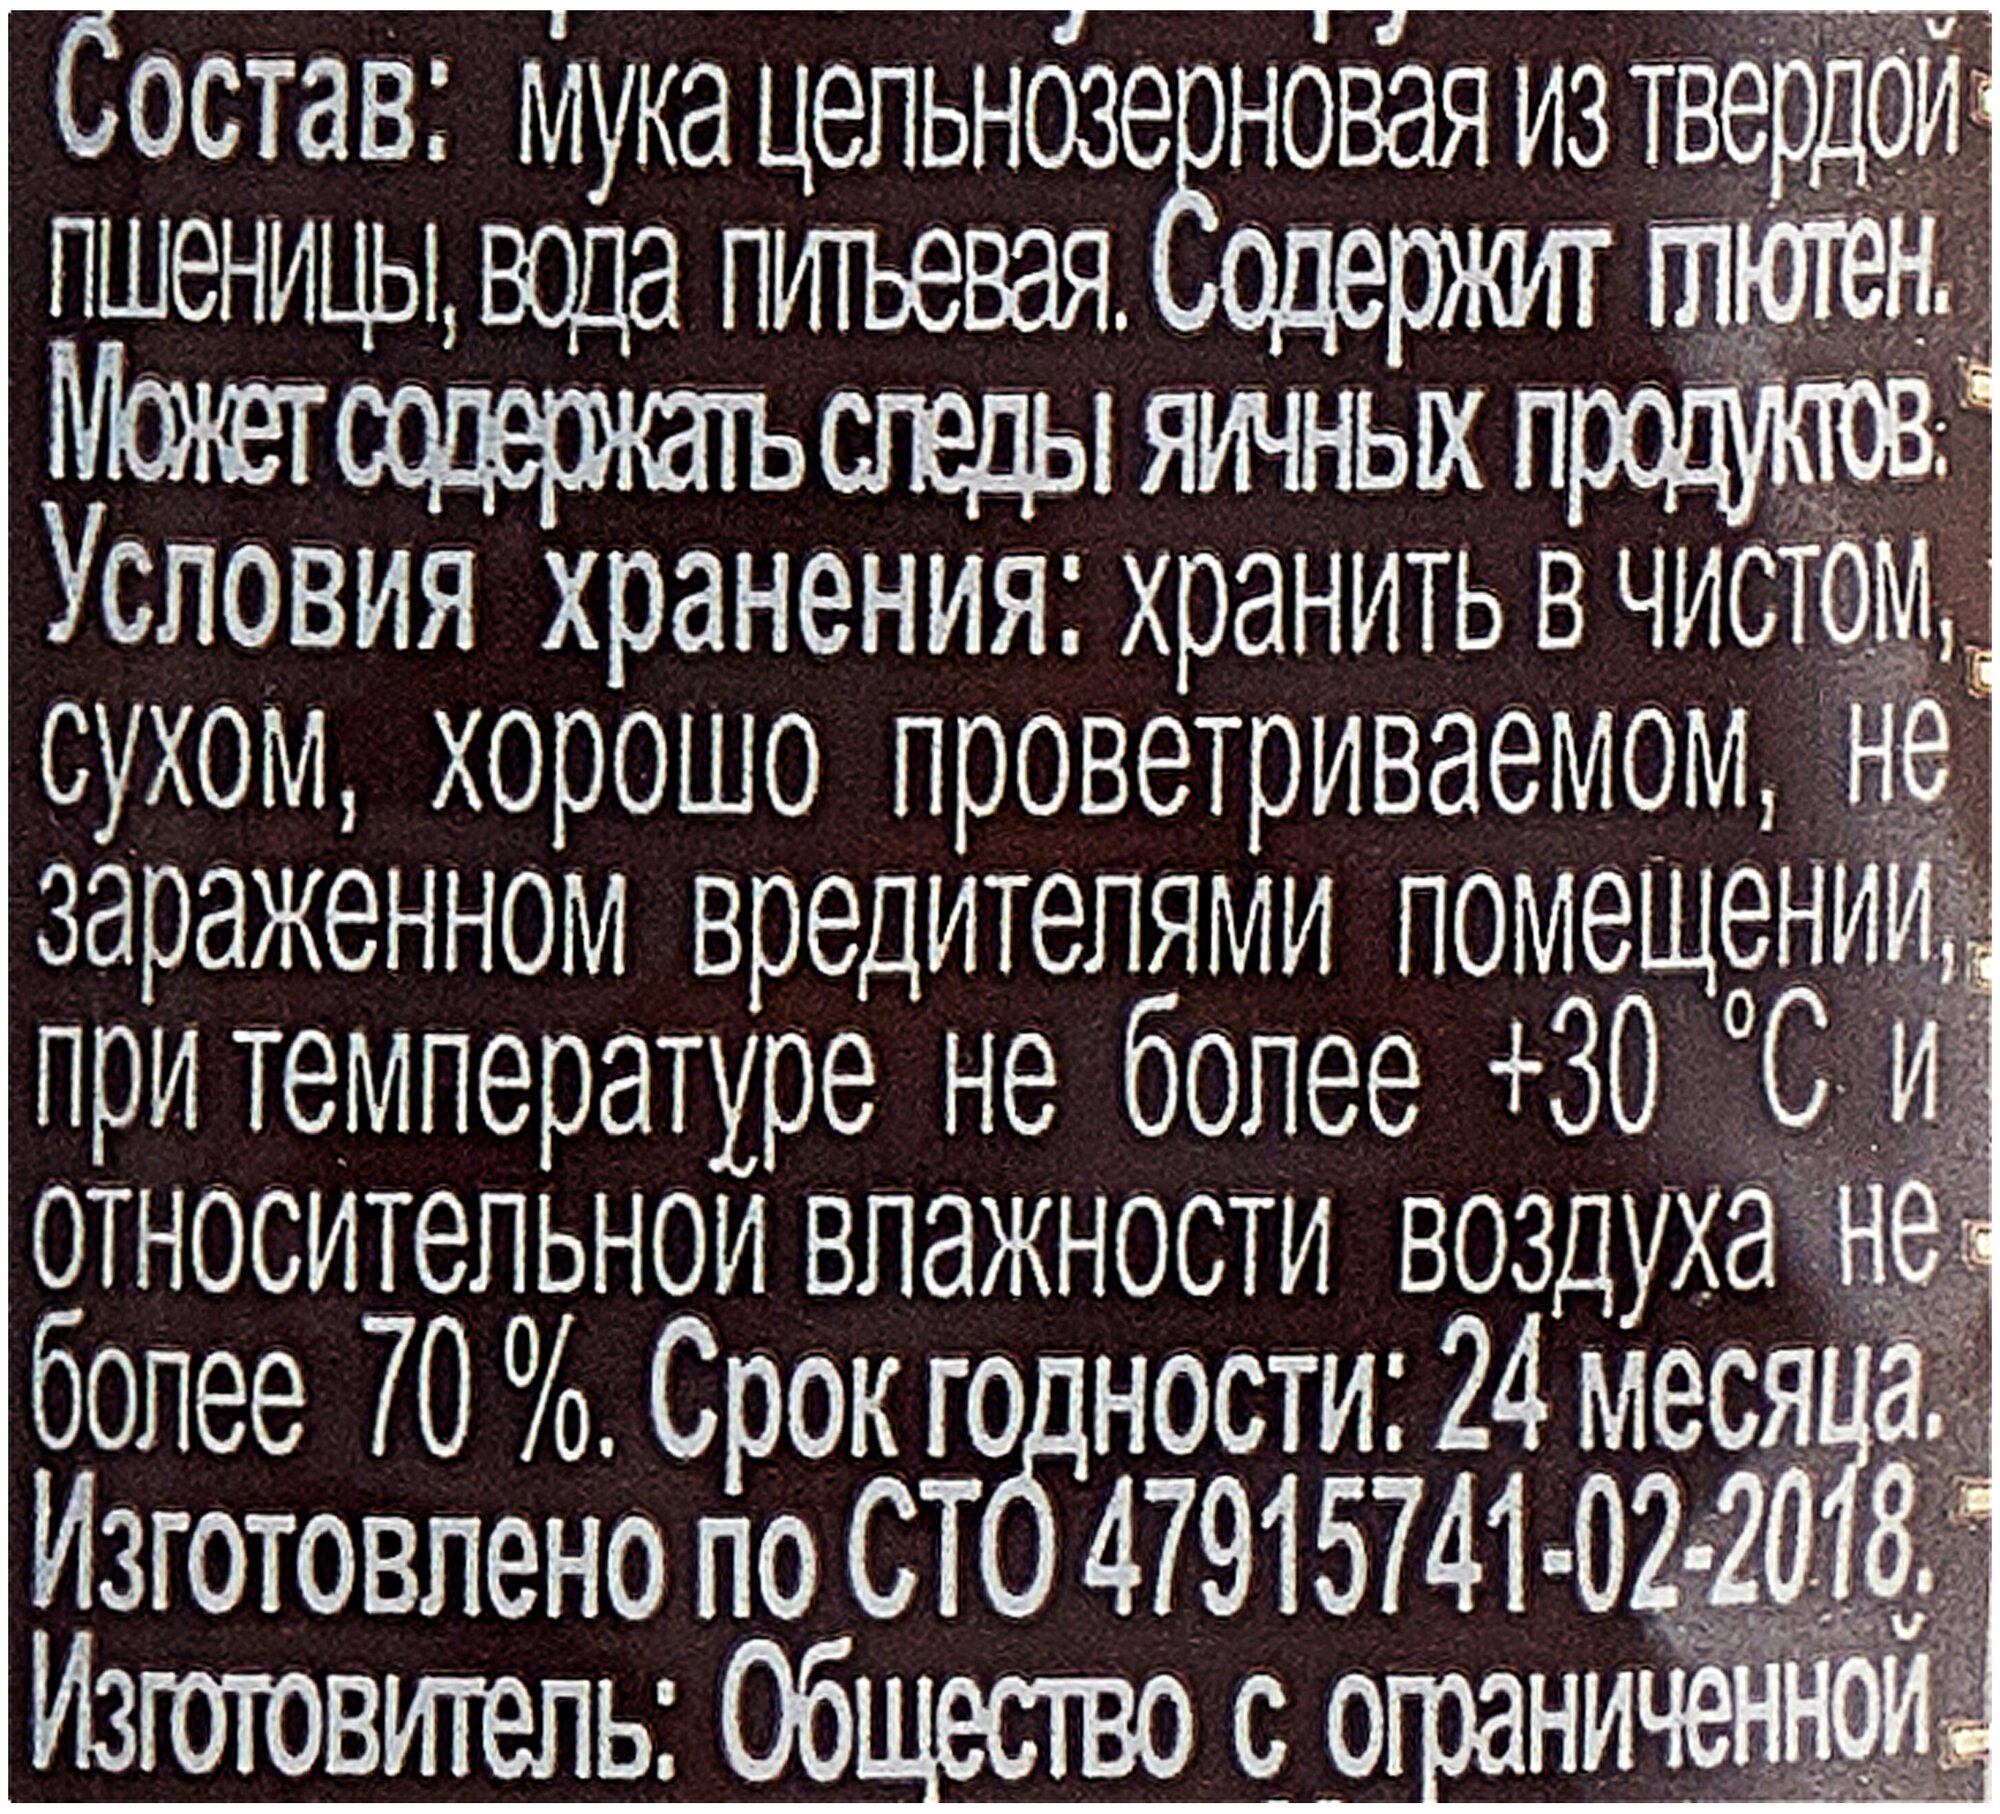 Состав: мука цельнозерновая из твердой
пшеницы, вода питьевая. Содержит глютен.
Может содержать следы яичных продуктов.
Условия хранения: хранить в чистом,
сухом, хорошо проветриваемом, не
зараженном вредителями помещении,
при температуре не более +30 °С и
относительной влажности воздуха не
более 70 %. Срок годности: 24 месяца.
Изготовлено по СТО 47915741-02-2018.
Изготовитель: Общество с ограниченной